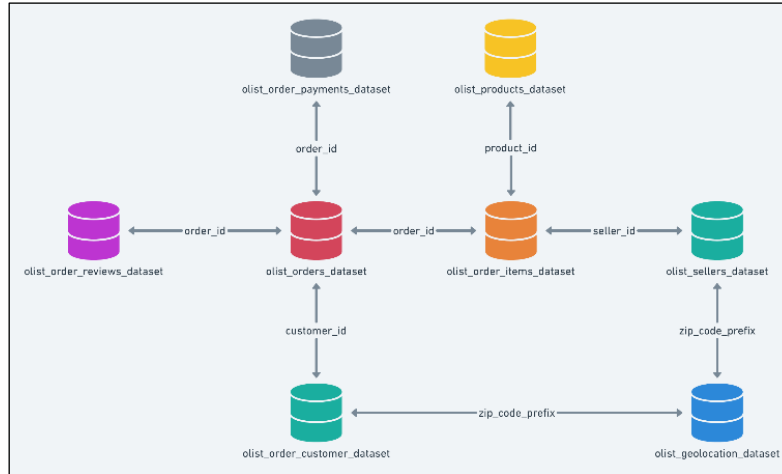 olist_order_payments_dataset
olist_products_dataset
order_id
product_id
order_id
order_id
seller_id
olist_order_reviews_dataset
olist_orders_dataset
olist_order_items_dataset
olist_sellers_dataset
customer_id
zip_code_prefix
zip_code_prefix
olist_order_customer_dataset
olist_geolocation_dataset